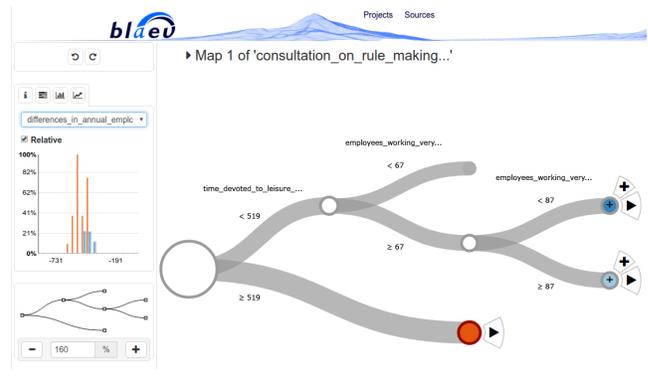 blaeu
Projects Sources
Map 1 of 'consultation_on_rule_making...'
i
differences_in_annual_emplc
Relative
100%
82%
62%
41%
21%
0%
-731 -191
160 %
time_devoted_to_leisure_...
< 519
≥ 519
employees_working_very...
< 67
≥ 67
employees_working_very...
< 87
≥ 87